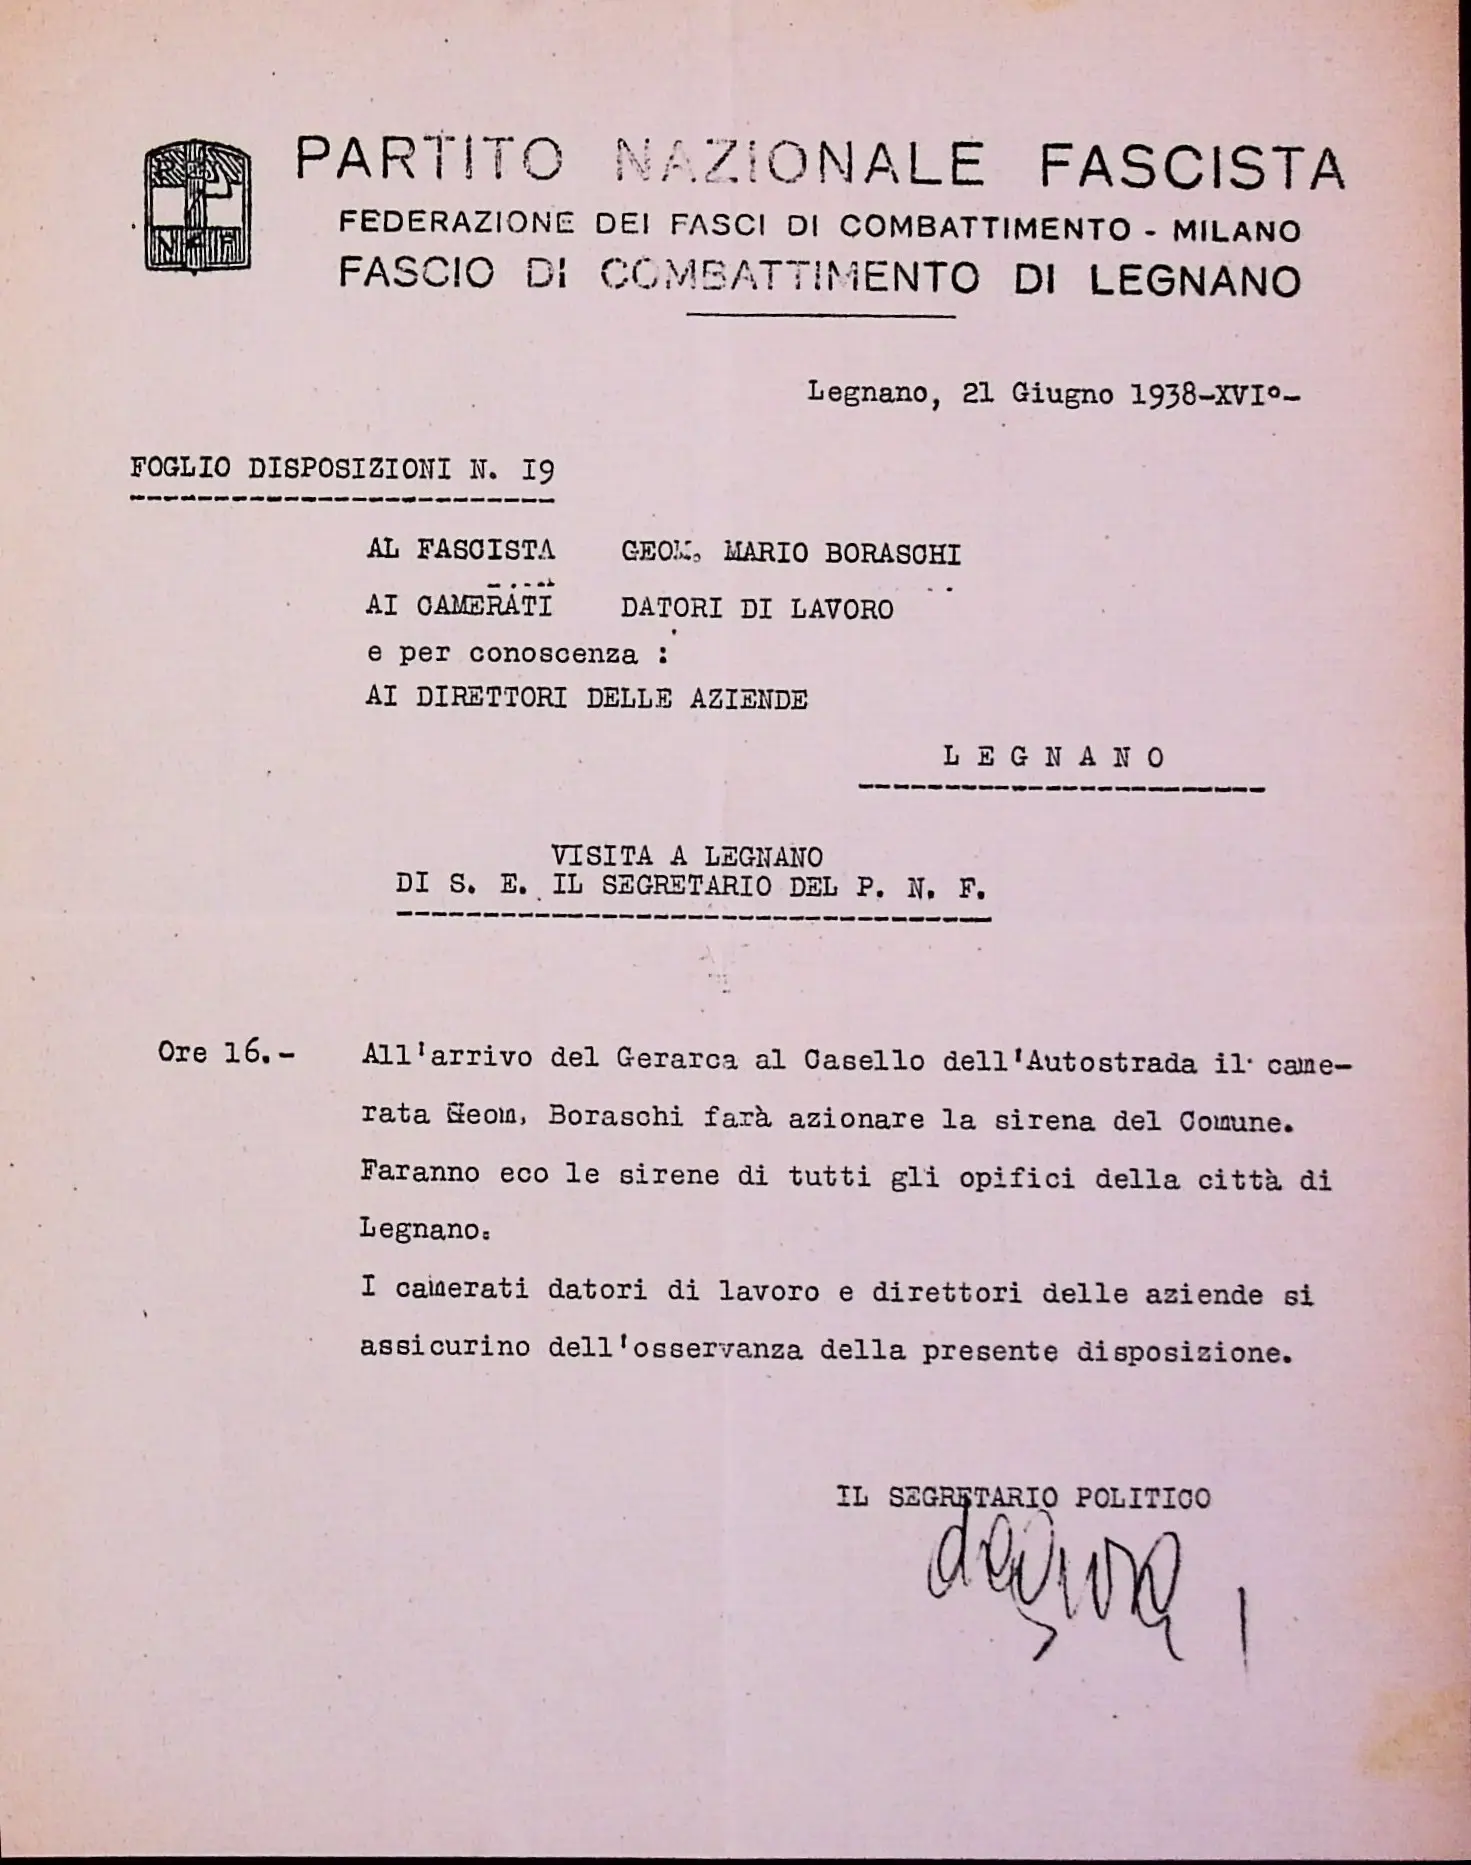 PARTITO NAZIONALE FASCISTA
FEDERAZIONE DEI FASCI DI COMBATTIMENTO - MILANO
FASCIO DI COMBATTIMENTO DI LEGNANO
P N F
Legnano, 21 Giugno 1938-XVI°-
FOGLIO DISPOSIZIONI N. I9
AL FASCISTA GEOM. MARIO BORASCHI
AI CAMERATI DATORI DI LAVORO
e per conoscenza :
AI DIRETTORI DELLE AZIENDE
L E G N A N O
VISITA A LEGNANO
DI S. E. IL SEGRETARIO DEL P. N. F.
Ore 16.- All'arrivo del Gerarca al Casello dell'Autostrada il came-
rata Geom, Boraschi farà azionare la sirena del Comune.
Faranno eco le sirene di tutti gli opifici della città di
Legnano.
I camerati datori di lavoro e direttori delle aziende si
assicurino dell'osservanza della presente disposizione.
IL SEGRETARIO POLITICO